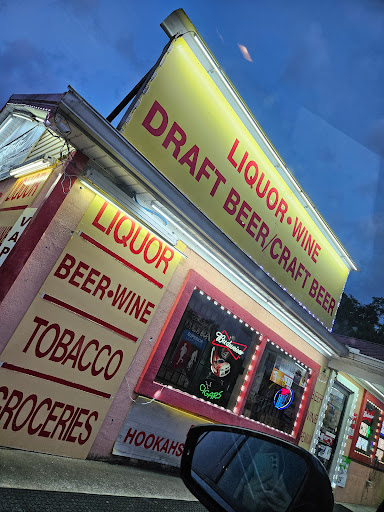 LIQUOR•WINE
DRAFT BEER/CRAFT BEER
LIQUOR
BEER•WINE
TOBACCO
GROCERIES
Budweiser
CIGARS
HOOKAHS